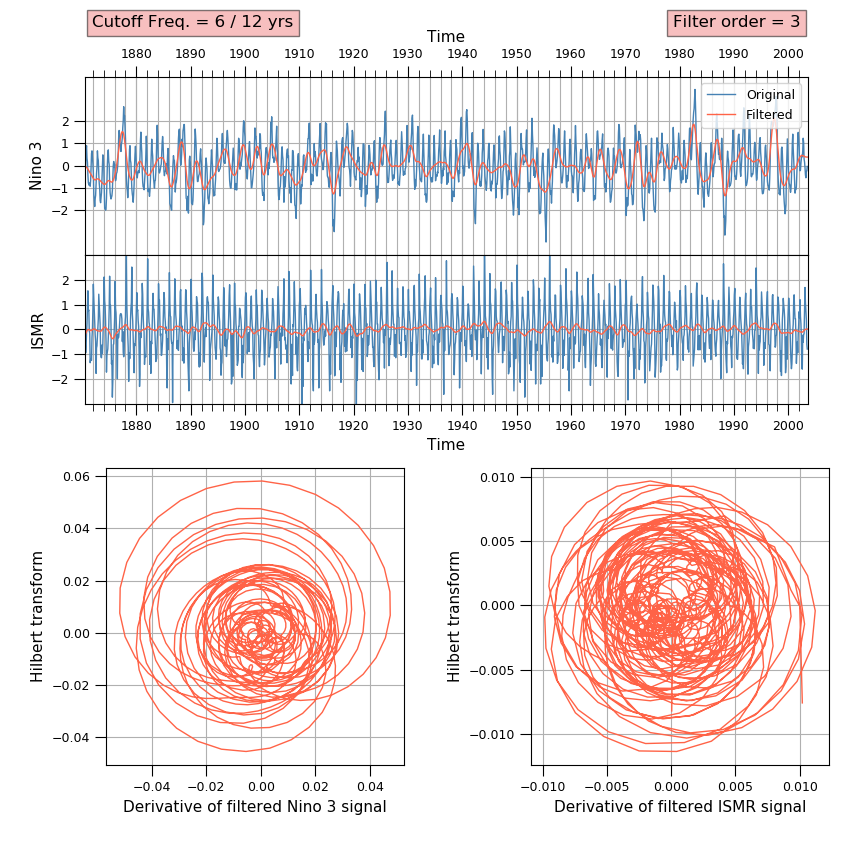 Cutoff Freq. = 6 / 12 yrs
Filter order = 3
Time
1880 1890 1900 1910 1920 1930 1940 1950 1960 1970 1980 1990 2000
Original
Filtered
Nino 3
2
1
0
−1
−2
ISMR
2
1
0
−1
−2
1880 1890 1900 1910 1920 1930 1940 1950 1960 1970 1980 1990 2000
Time
Hilbert transform
0.06
0.04
0.02
0.00
−0.02
−0.04
−0.04 −0.02 0.00 0.02 0.04
Derivative of filtered Nino 3 signal
Hilbert transform
0.010
0.005
0.000
−0.005
−0.010
−0.010 −0.005 0.000 0.005 0.010
Derivative of filtered ISMR signal